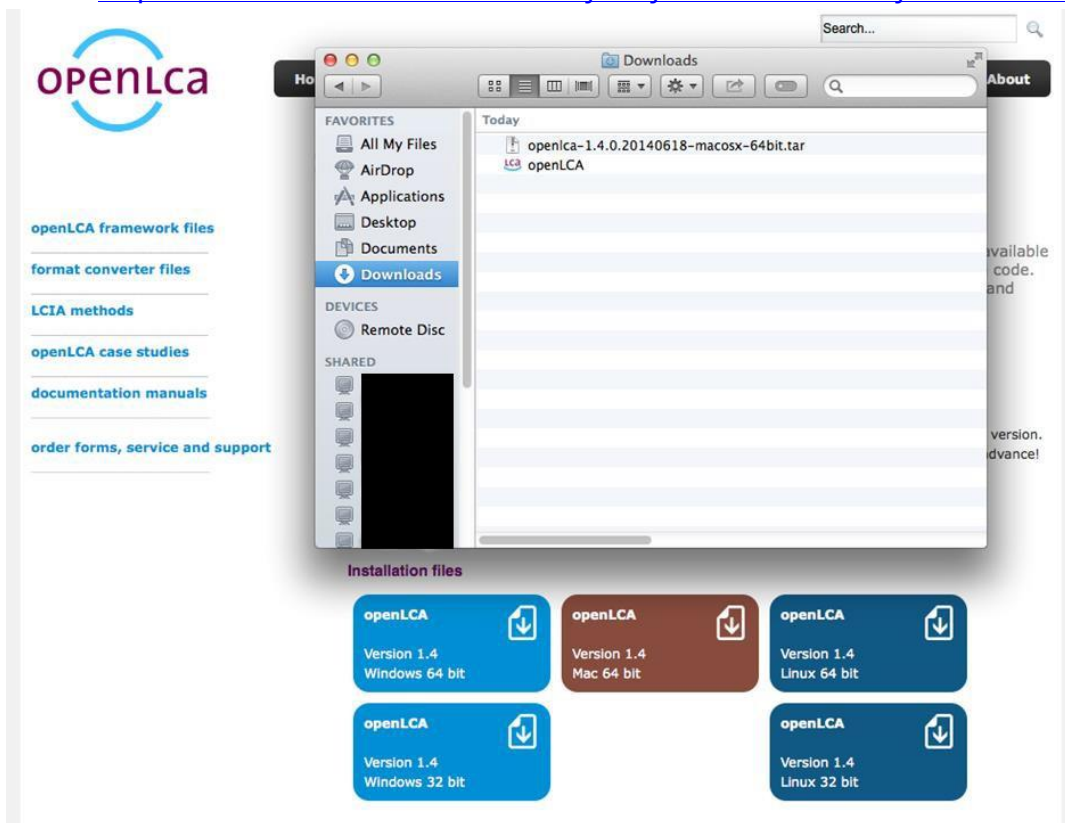 Search...
openLCA
Ho
About
Downloads
FAVORITES
All My Files
AirDrop
Applications
Desktop
Documents
Downloads
DEVICES
Remote Disc
SHARED
Today
openlca-1.4.0.20140618-macosx-64bit.tar
openLCA
openLCA framework files
format converter files
LCIA methods
openLCA case studies
documentation manuals
order forms, service and support
available
code.
and
version.
dvance!
Installation files
openLCA
Version 1.4
Windows 64 bit
openLCA
Version 1.4
Mac 64 bit
openLCA
Version 1.4
Linux 64 bit
openLCA
Version 1.4
Windows 32 bit
openLCA
Version 1.4
Linux 32 bit